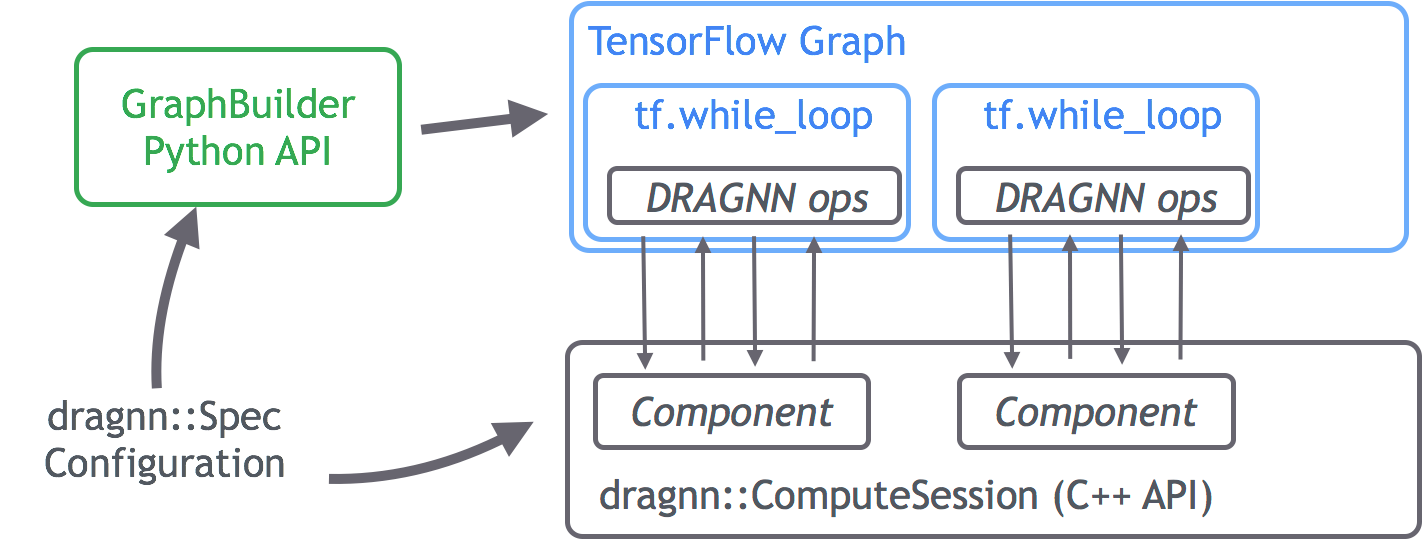 GraphBuilder
Python API
TensorFlow Graph
tf.while_loop
DRAGNN ops
tf.while_loop
DRAGNN ops
dragnn::Spec
Configuration
Component
Component
dragnn::ComputeSession (C++ API)